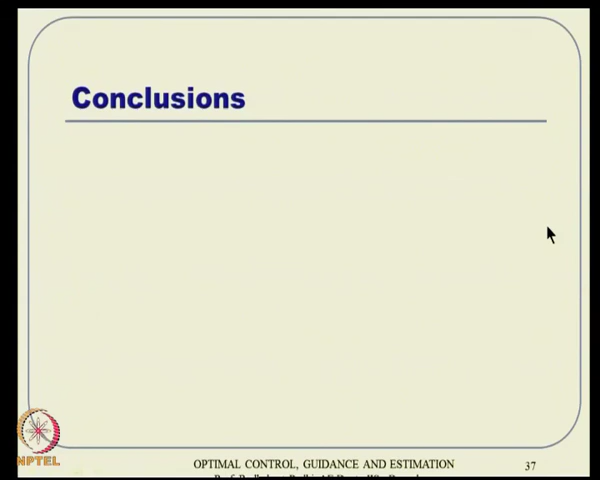 Conclusions
NPTEL
OPTIMAL CONTROL, GUIDANCE AND ESTIMATION
37